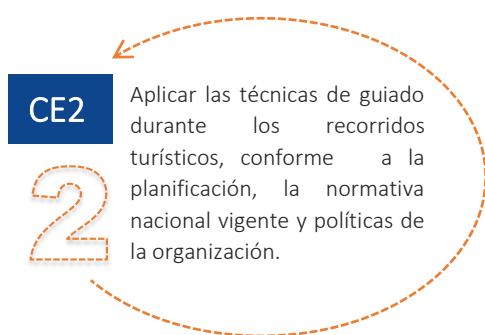 CE2
2
Aplicar las técnicas de guiado
durante los recorridos
turísticos, conforme a la
planificación, la normativa
nacional vigente y políticas de
la organización.